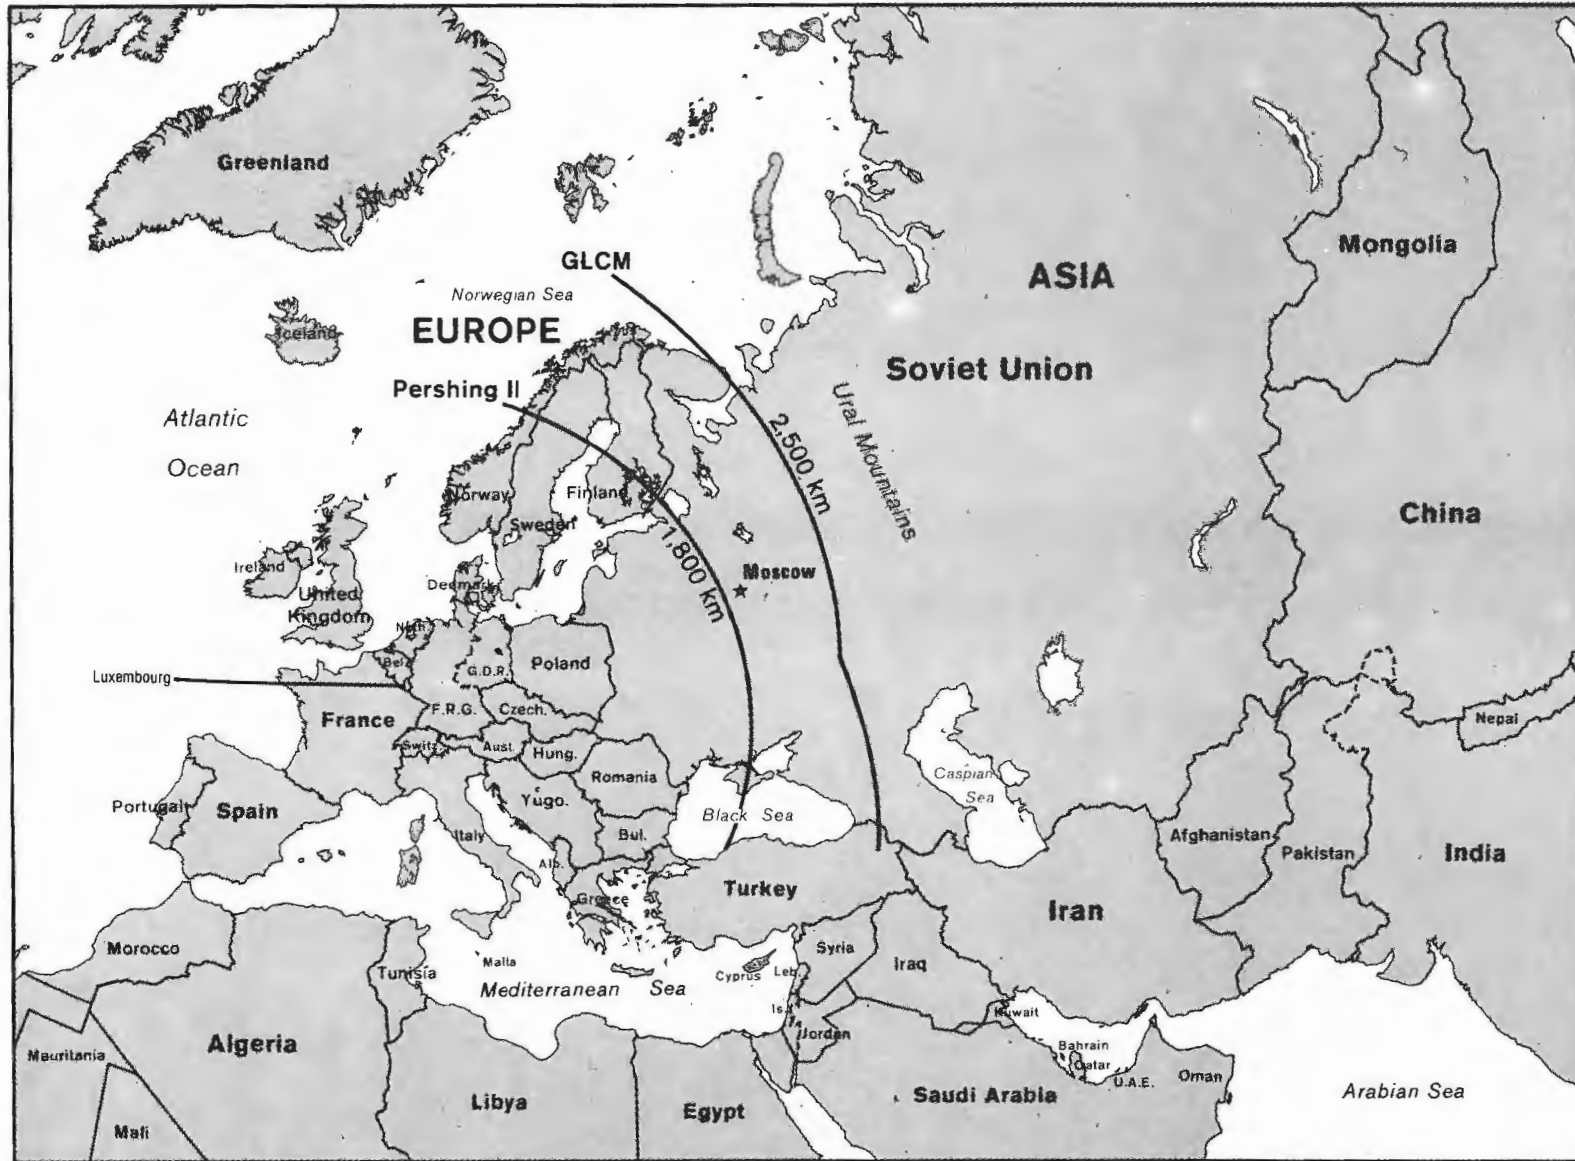 Greenland
GLCM
Norwegian Sea
EUROPE
Iceland
Pershing II
Atlantic
Ocean
ASIA
Soviet Union
Ural Mountains
Mongolia
China
2,500 km
1,800 km
Norway
Finland
Sweden
Moscow
Ireland
United
Kingdom
Denmark
Neth.
Bel.
G.D.R.
Poland
Luxembourg
France
F.R.G.
Czech.
Switz.
Aust.
Hung.
Romania
Portugal
Spain
Italy
Yugo.
Bul.
Alb.
Greece
Black Sea
Caspian
Sea
Turkey
Iran
Afghanistan
Pakistan
India
Nepal
Morocco
Tunisia
Malta
Mediterranean Sea
Cyprus
Leb.
Syria
Iraq
Is.
Jordan
Kuwait
Bahrain
Qatar
U.A.E.
Oman
Mauritania
Mali
Algeria
Libya
Egypt
Saudi Arabia
Arabian Sea